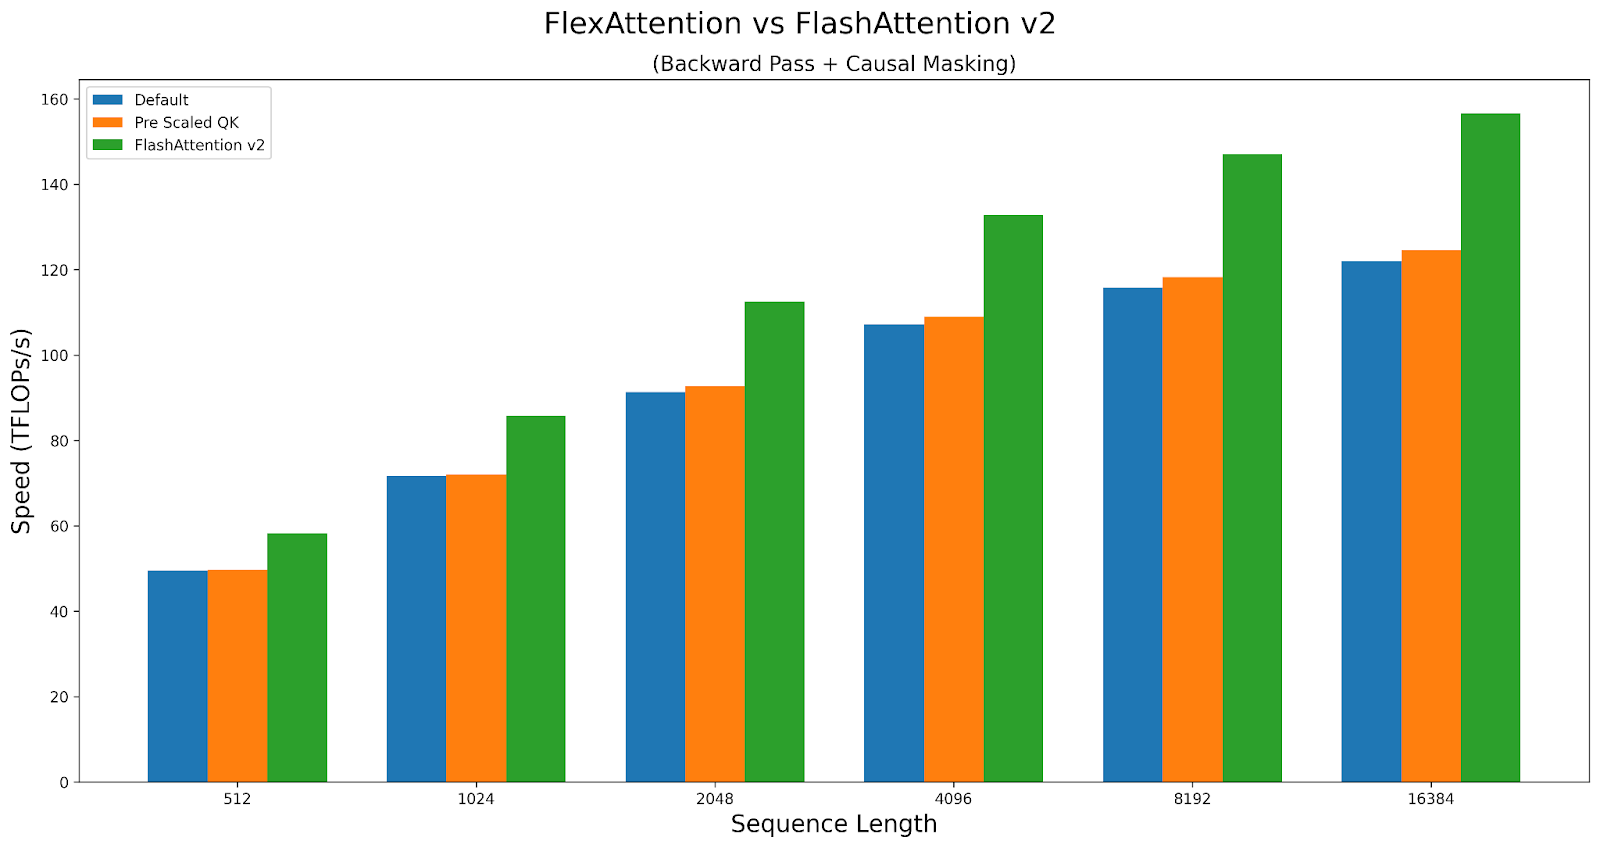 FlexAttention vs FlashAttention v2
(Backward Pass + Causal Masking)
Default
Pre Scaled QK
FlashAttention v2
Speed (TFLOPs/s)
160
140
120
100
80
60
40
20
0
512 1024 2048 4096 8192 16384
Sequence Length